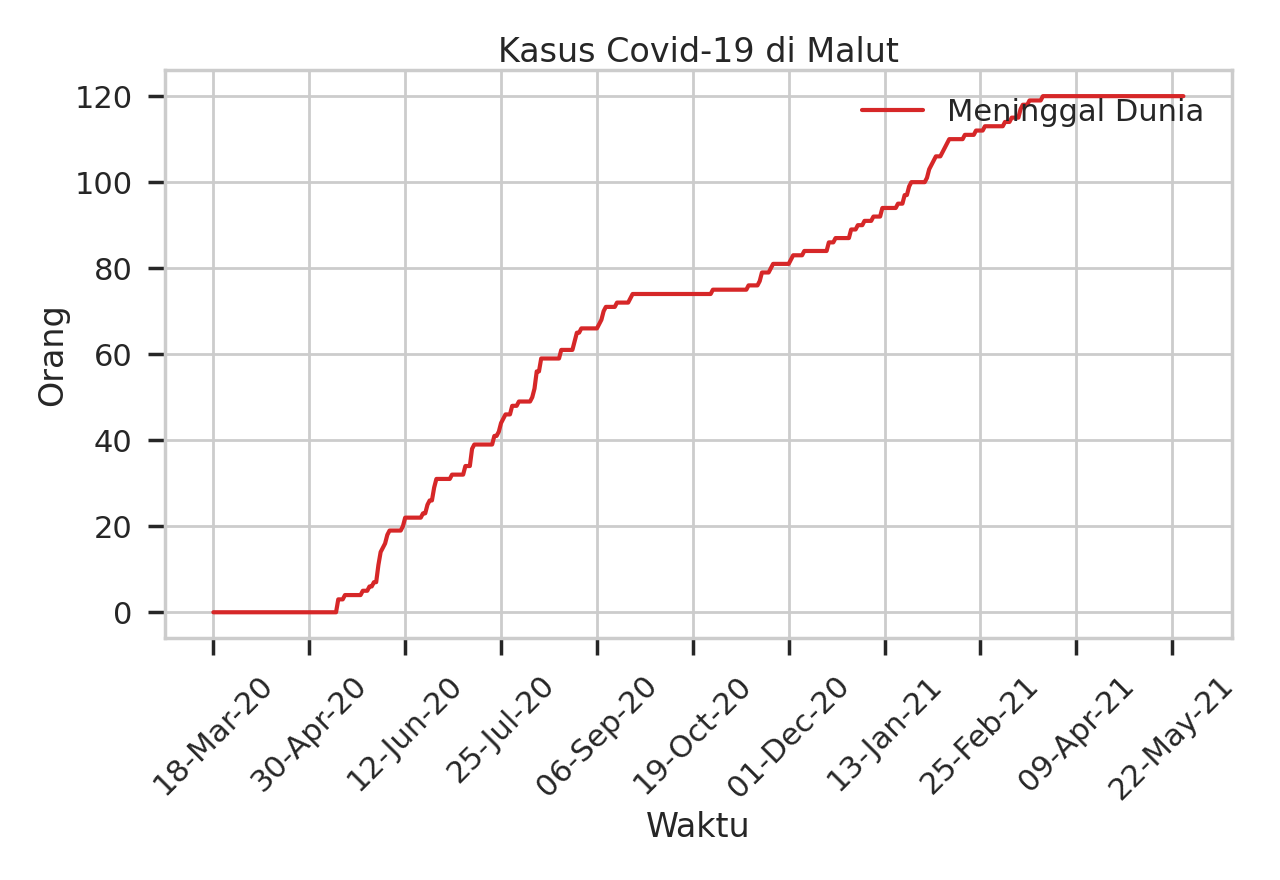 Kasus Covid-19 di Malut
Meninggal Dunia
Orang
120
100
80
60
40
20
0
18-Mar-20
30-Apr-20
12-Jun-20
25-Jul-20
06-Sep-20
19-Oct-20
01-Dec-20
13-Jan-21
25-Feb-21
09-Apr-21
22-May-21
Waktu